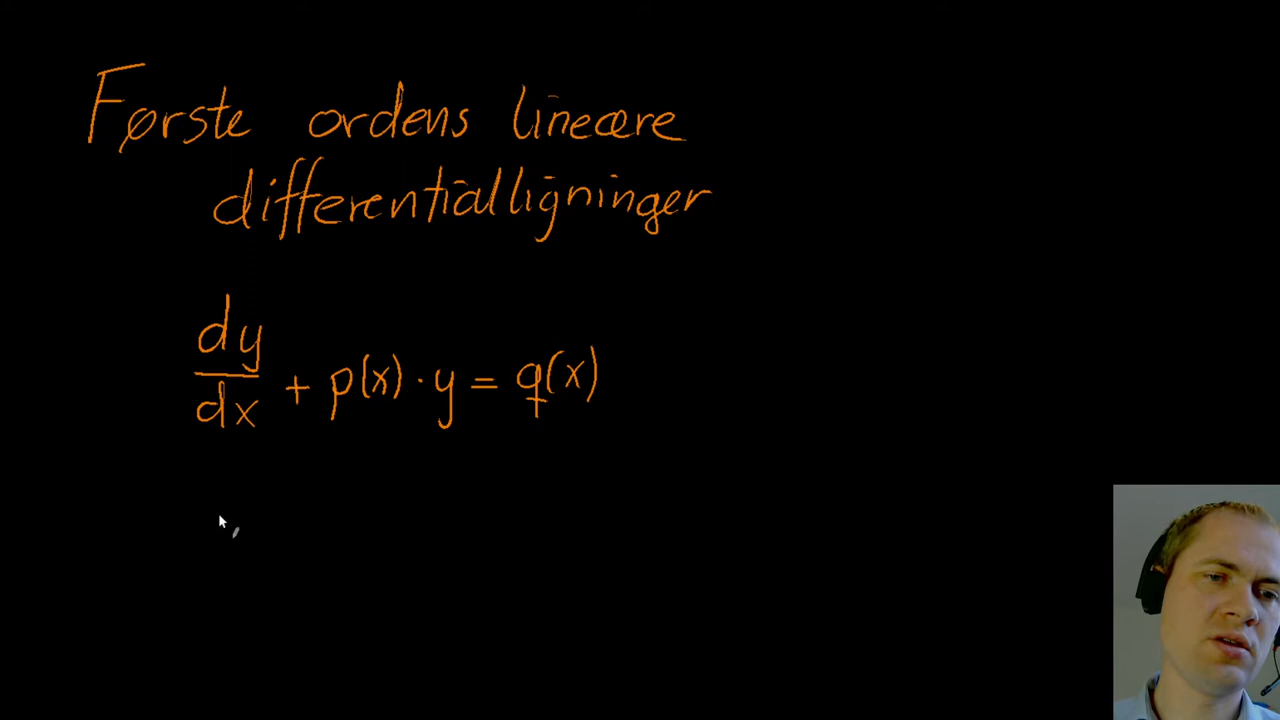 Første ordens lineære
differentialligninger
dy/dx + p(x) · y = q(x)